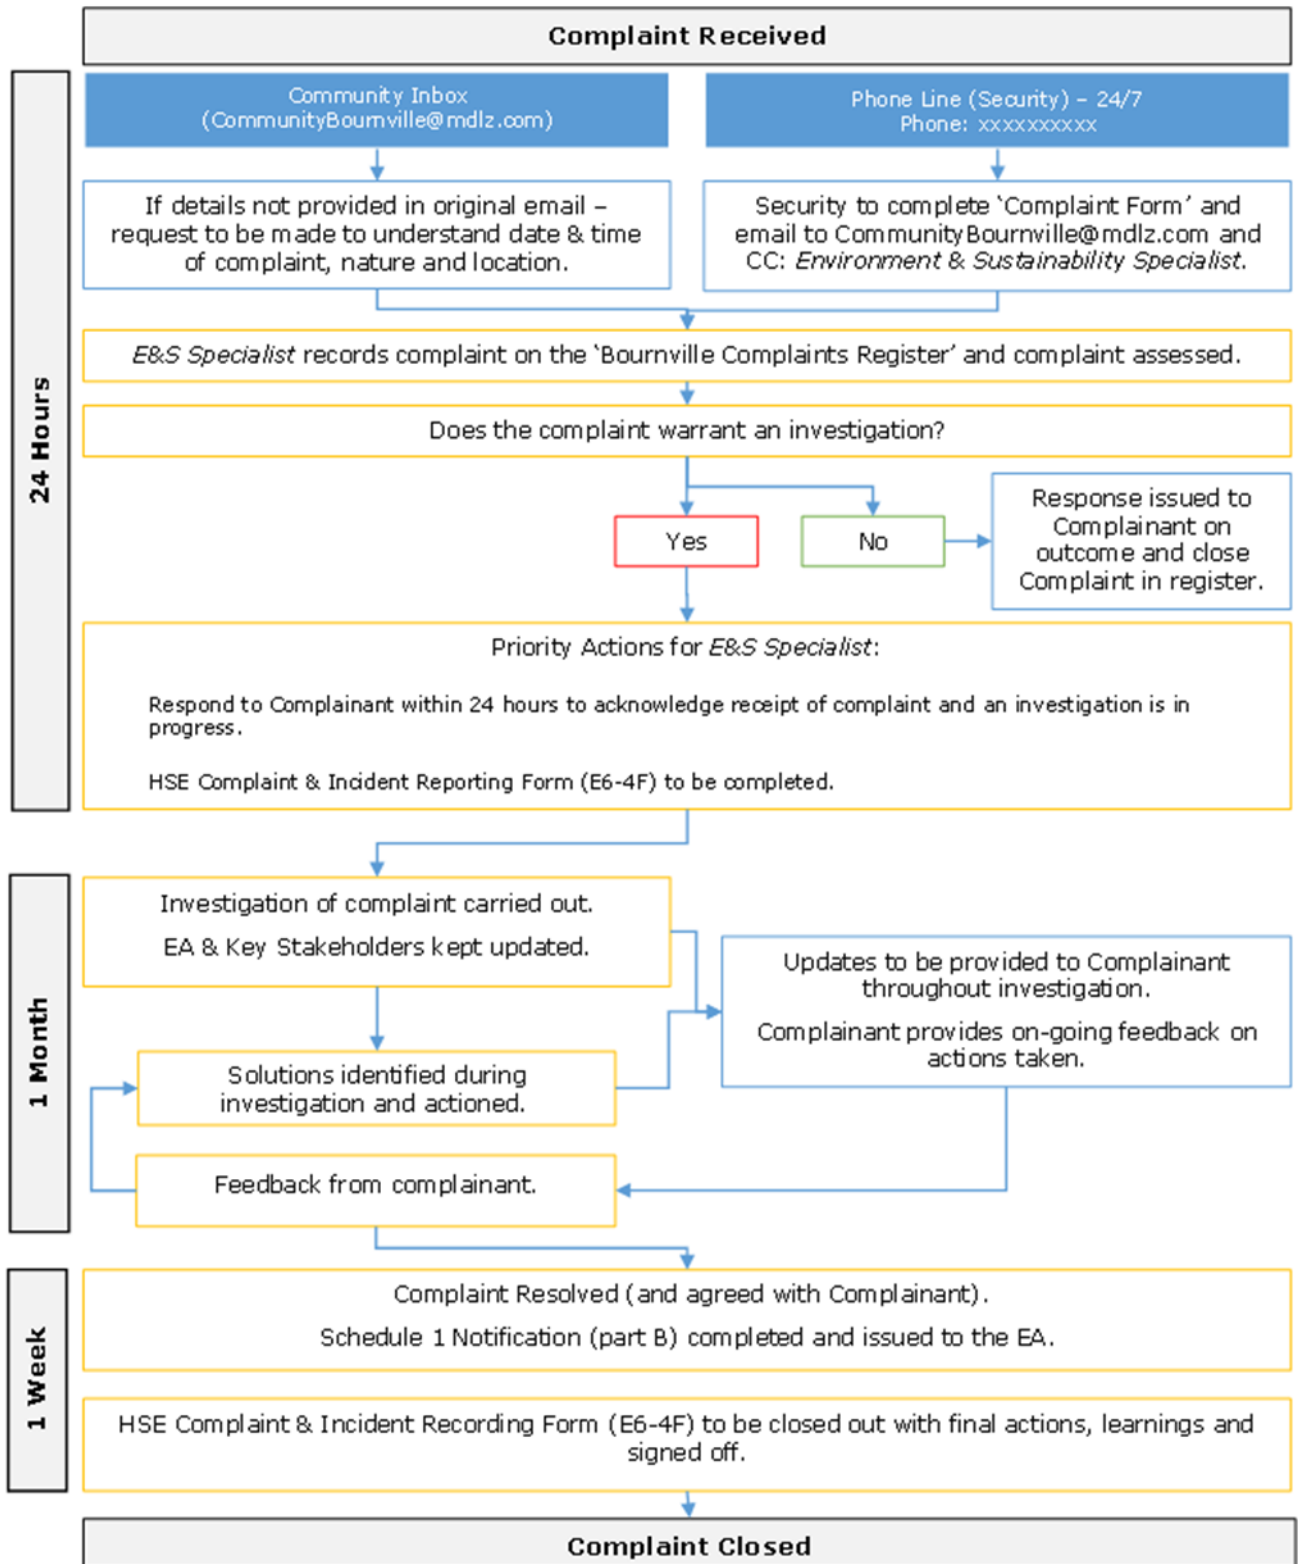 Complaint Received
24 Hours
Community Inbox
(CommunityBournville@mdlz.com)
Phone Line (Security) – 24/7
Phone: xxxxxxxxxx
If details not provided in original email –
request to be made to understand date & time
of complaint, nature and location.
Security to complete ‘Complaint Form’ and
email to CommunityBournville@mdlz.com and
CC: Environment & Sustainability Specialist.
E&S Specialist records complaint on the ‘Bournville Complaints Register’ and complaint assessed.
Does the complaint warrant an investigation?
Yes
No
Response issued to
Complainant on
outcome and close
Complaint in register.
Priority Actions for E&S Specialist:
Respond to Complainant within 24 hours to acknowledge receipt of complaint and an investigation is in
progress.
HSE Complaint & Incident Reporting Form (E6-4F) to be completed.
1 Month
Investigation of complaint carried out.
EA & Key Stakeholders kept updated.
Updates to be provided to Complainant
throughout investigation.
Complainant provides on-going feedback on
actions taken.
Solutions identified during
investigation and actioned.
Feedback from complainant.
1 Week
Complaint Resolved (and agreed with Complainant).
Schedule 1 Notification (part B) completed and issued to the EA.
HSE Complaint & Incident Recording Form (E6-4F) to be closed out with final actions, learnings and
signed off.
Complaint Closed